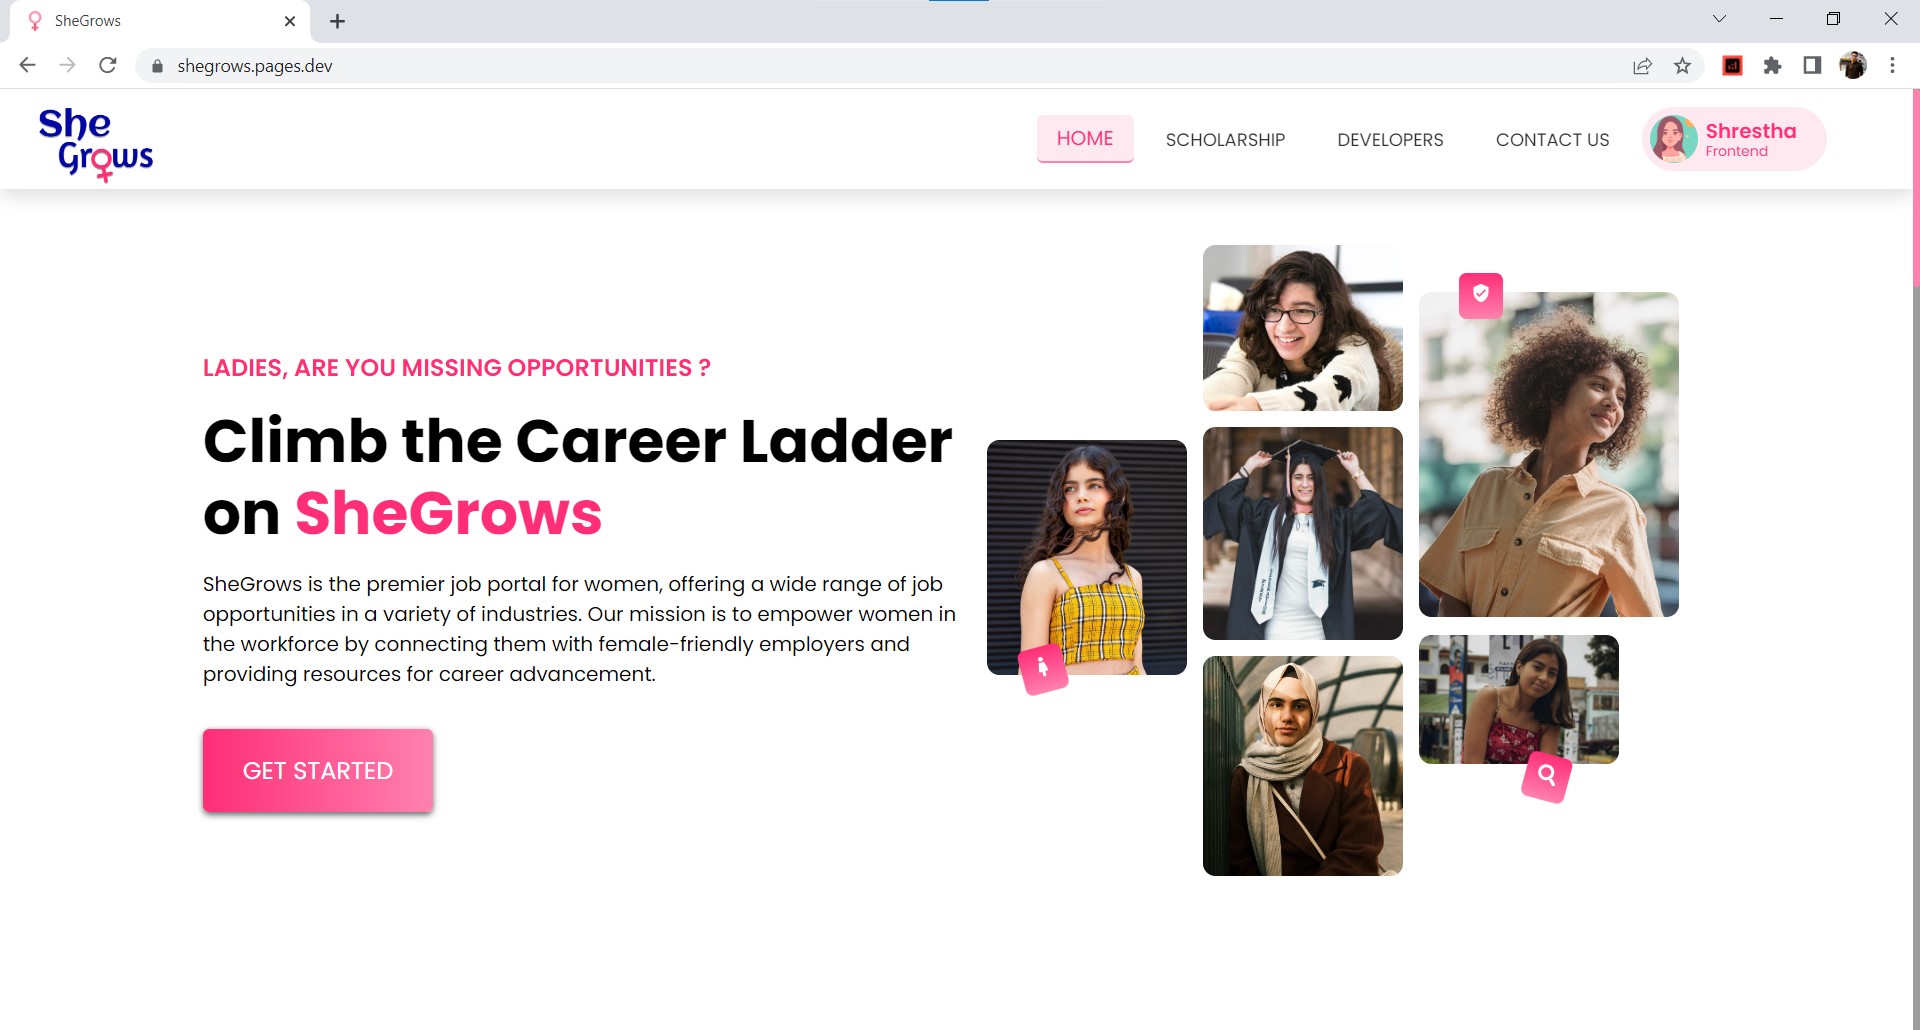 SheGrows
shegrows.pages.dev
She
Grows
HOME
SCHOLARSHIP
DEVELOPERS
CONTACT US
Shrestha
Frontend
LADIES, ARE YOU MISSING OPPORTUNITIES ?
Climb the Career Ladder
on SheGrows
SheGrows is the premier job portal for women, offering a wide range of job
opportunities in a variety of industries. Our mission is to empower women in
the workforce by connecting them with female-friendly employers and
providing resources for career advancement.
GET STARTED